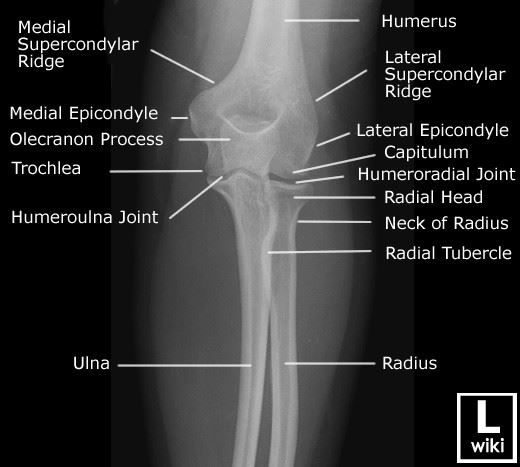 Humerus
Medial
Supercondylar
Ridge
Lateral
Supercondylar
Ridge
Medial Epicondyle
Lateral Epicondyle
Olecranon Process
Capitulum
Trochlea
Humeroradial Joint
Radial Head
Humeroulna Joint
Neck of Radius
Radial Tubercle
Ulna
Radius
L
wiki